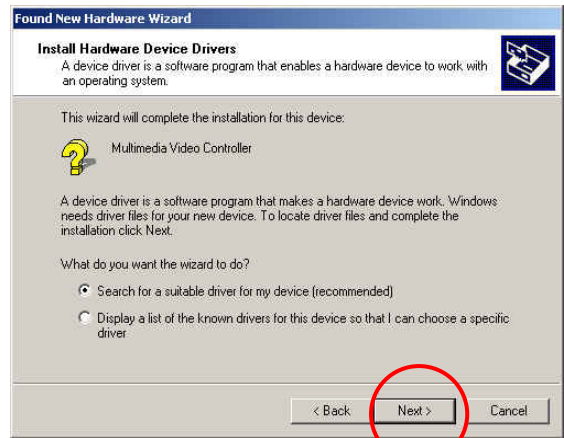 Found New Hardware Wizard
Install Hardware Device Drivers
A device driver is a software program that enables a hardware device to work with
an operating system.
This wizard will complete the installation for this device:
Multimedia Video Controller
A device driver is a software program that makes a hardware device work. Windows
needs driver files for your new device. To locate driver files and complete the
installation click Next.
What do you want the wizard to do?
Search for a suitable driver for my device (recommended)
Display a list of the known drivers for this device so that I can choose a specific
driver
< Back Next > Cancel